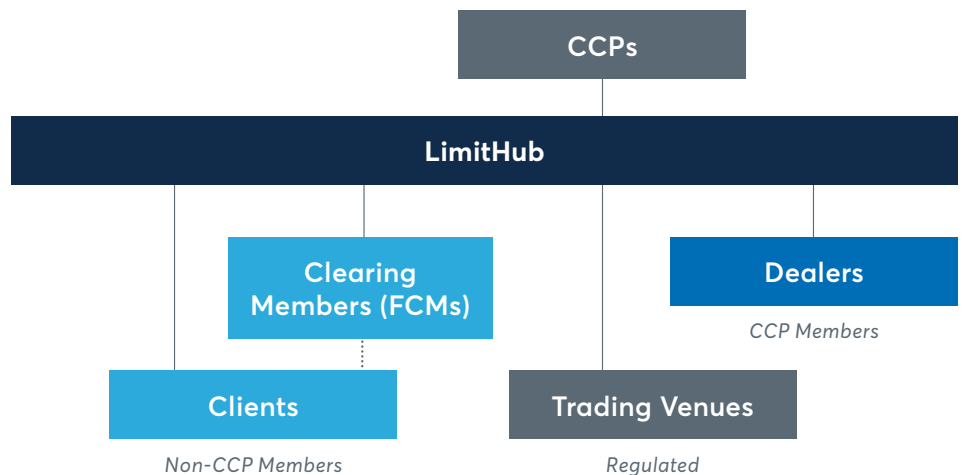 CCPs
LimitHub
Clearing
Members (FCMs)
Dealers
CCP Members
Clients
Trading Venues
Non-CCP Members
Regulated